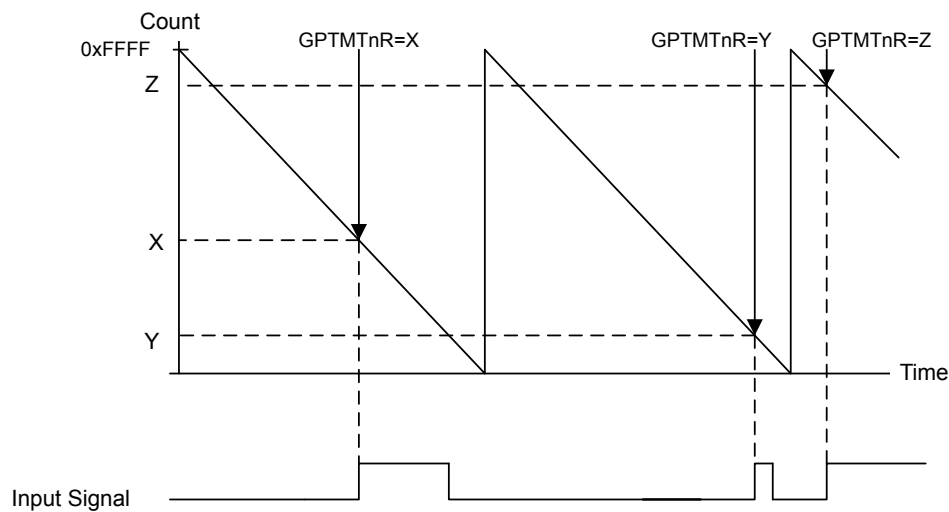 Count
0xFFFF
GPTMTnR=X
GPTMTnR=Y
GPTMTnR=Z
Z
X
Y
Time
Input Signal